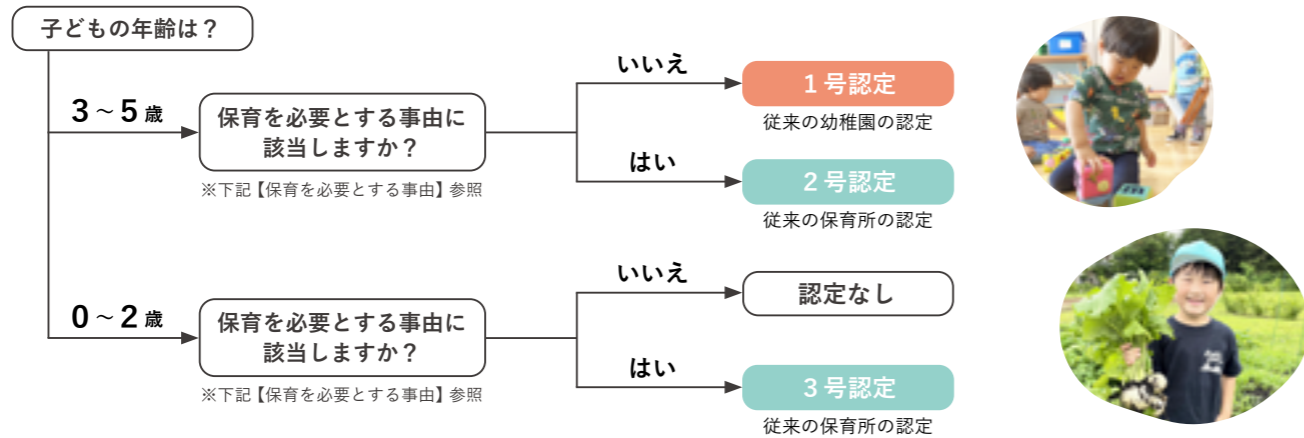 子どもの年齢は？
3～5歳
保育を必要とする事由に
該当しますか？
※下記【保育を必要とする事由】参照
いいえ
1号認定
従来の幼稚園の認定
はい
2号認定
従来の保育所の認定
0～2歳
保育を必要とする事由に
該当しますか？
※下記【保育を必要とする事由】参照
いいえ
認定なし
はい
3号認定
従来の保育所の認定